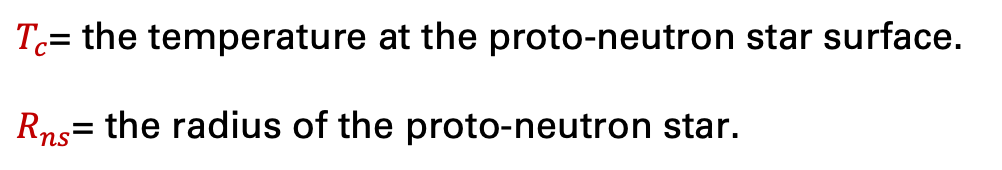 T_c= the temperature at the proto-neutron star surface.
R_ns= the radius of the proto-neutron star.